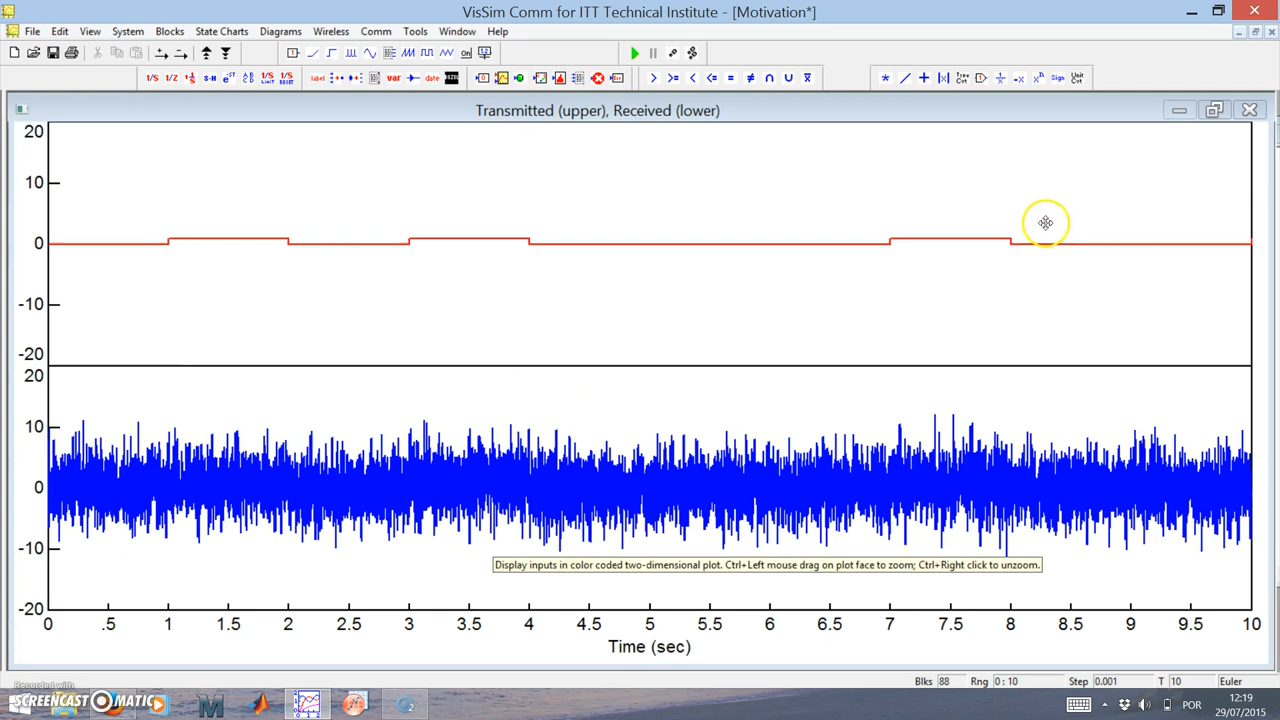 VisSim Comm for ITT Technical Institute - [Motivation*]
File Edit View System Blocks State Charts Diagrams Wireless Comm Tools Window Help
Transmitted (upper), Received (lower)
20
10
0
-10
-20
20
10
0
-10
-20
Display inputs in color coded two-dimensional plot. Ctrl+Left mouse drag on plot face to zoom; Ctrl+Right click to unzoom.
0 .5 1 1.5 2 2.5 3 3.5 4 4.5 5 5.5 6 6.5 7 7.5 8 8.5 9 9.5 10
Time (sec)
Blks 88 Rng 0 : 10 Step 0.001 T 10 Euler
Recorded with
SCREENCAST-O-MATIC
POR
12:19
29/07/2015